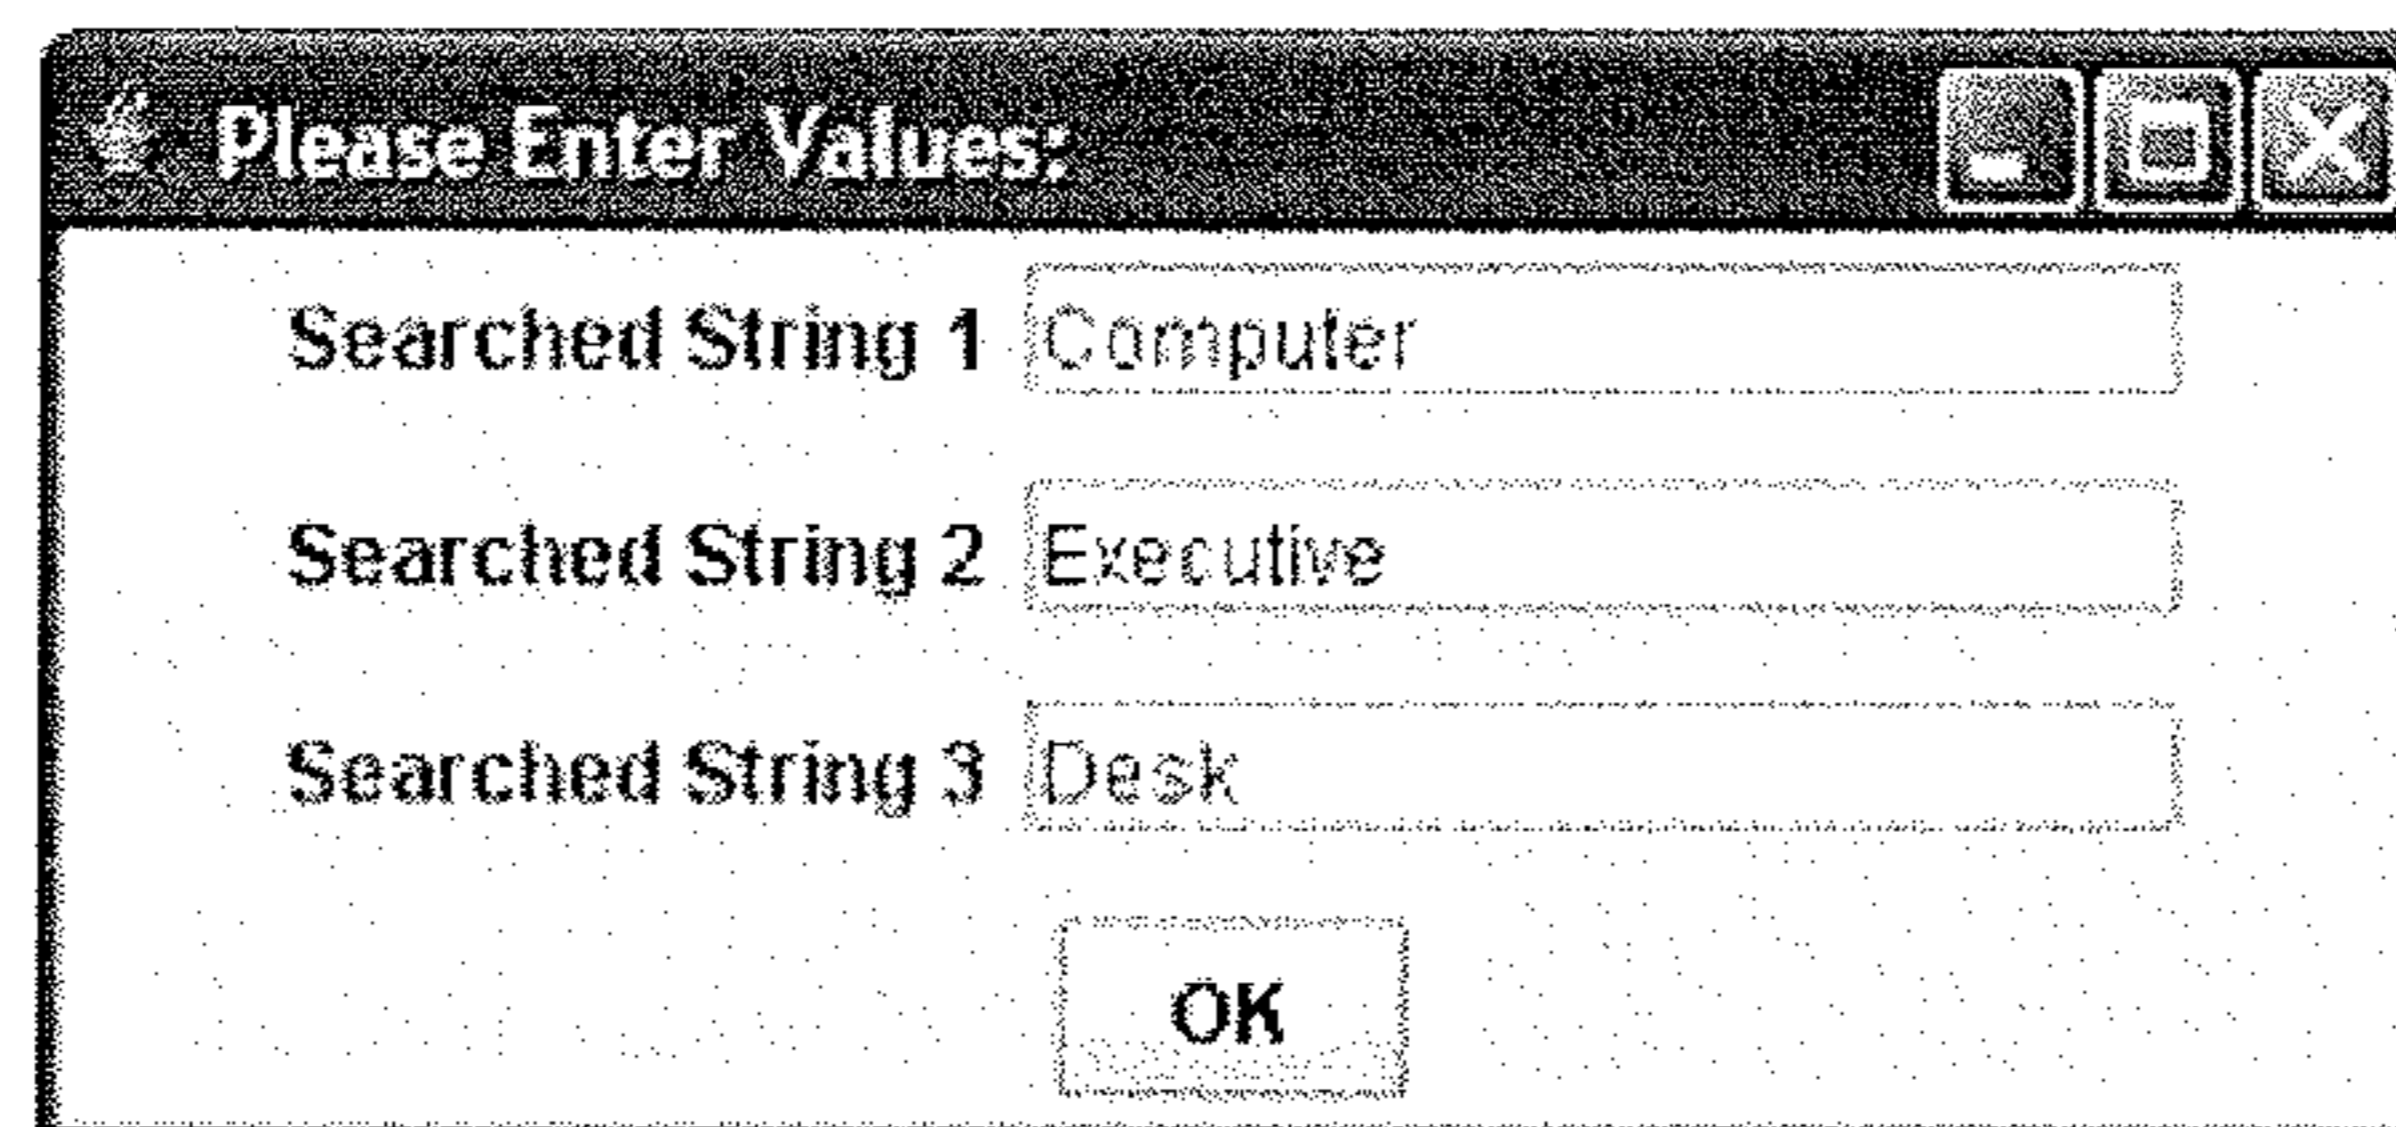 Please Enter Values:
Searched String 1 Computer
Searched String 2 Executive
Searched String 3 Desk
OK